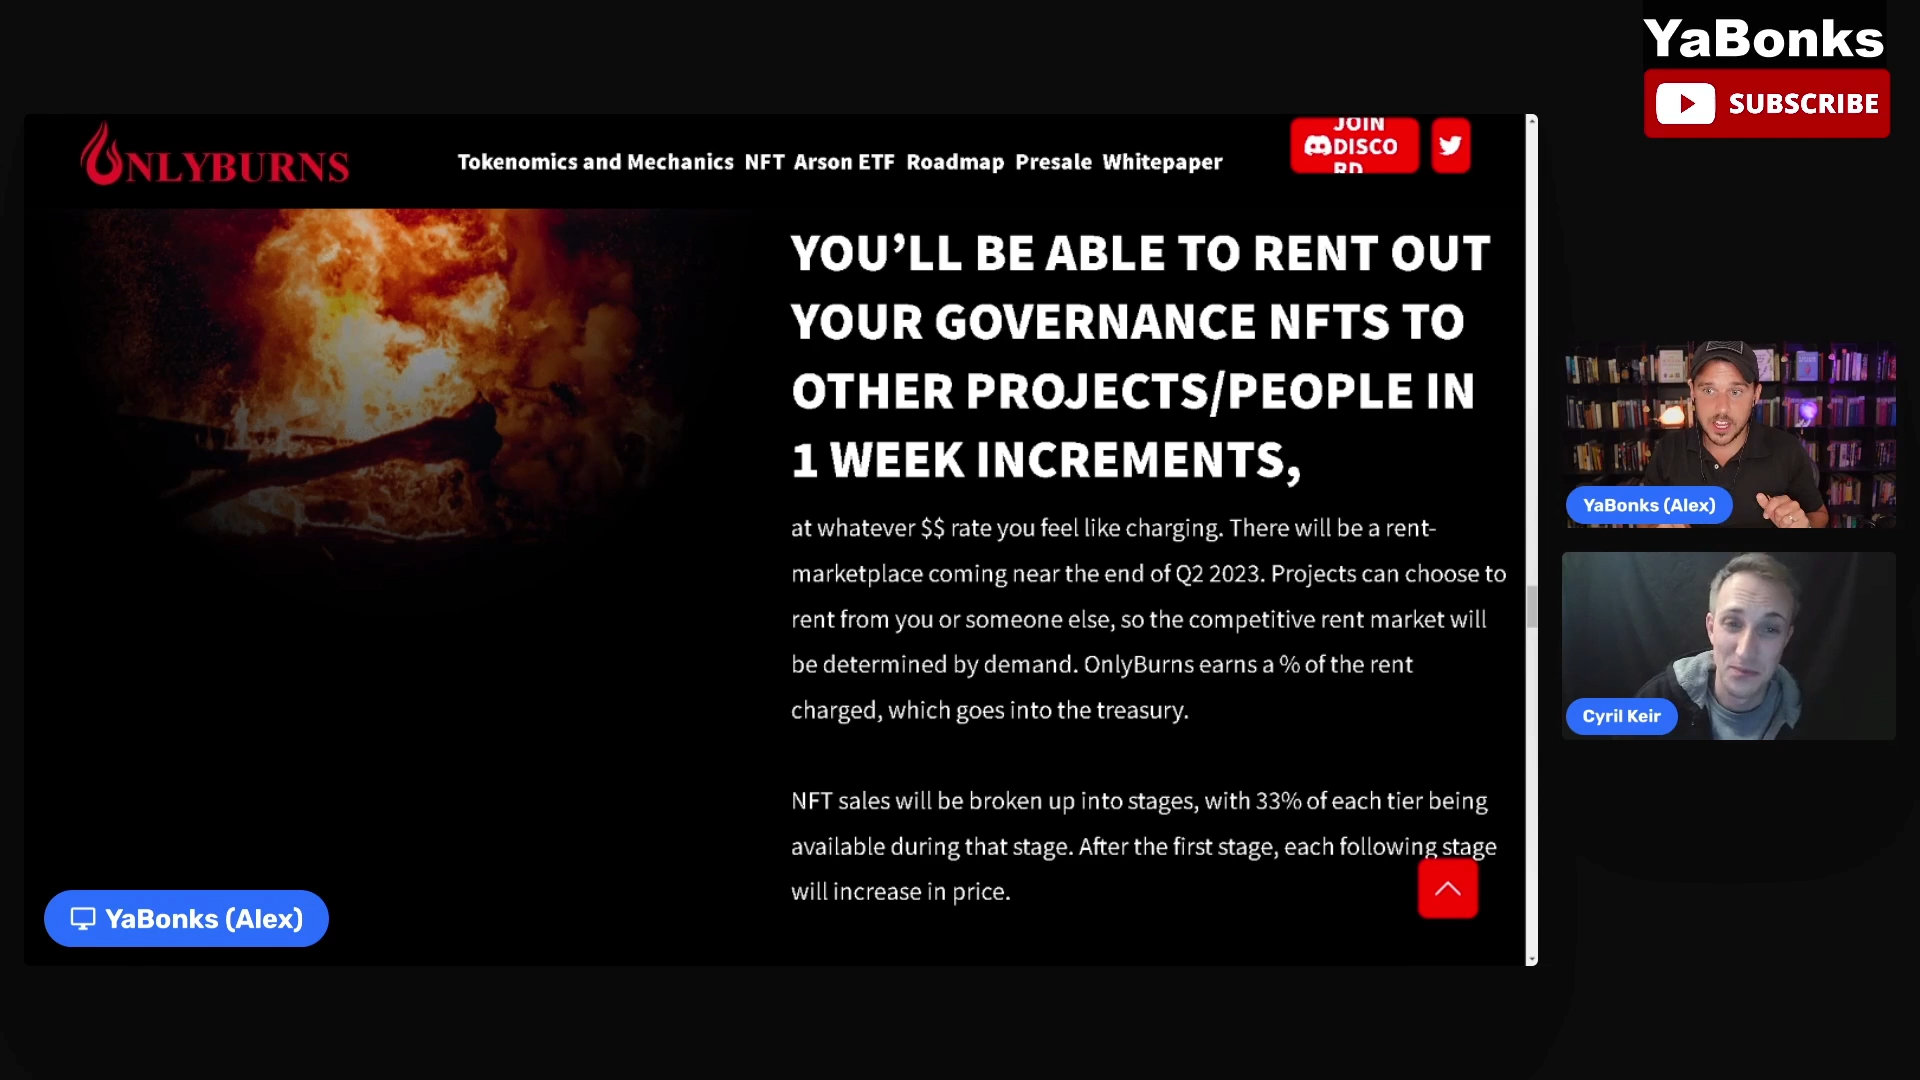 YaBonks
SUBSCRIBE
ONLYBURNS
Tokenomics and Mechanics NFT Arson ETF Roadmap Presale Whitepaper
JOIN
DISCO
RD
YOU’LL BE ABLE TO RENT OUT
YOUR GOVERNANCE NFTS TO
OTHER PROJECTS/PEOPLE IN
1 WEEK INCREMENTS,
at whatever $$ rate you feel like charging. There will be a rent-
marketplace coming near the end of Q2 2023. Projects can choose to
rent from you or someone else, so the competitive rent market will
be determined by demand. OnlyBurns earns a % of the rent
charged, which goes into the treasury.
NFT sales will be broken up into stages, with 33% of each tier being
available during that stage. After the first stage, each following stage
will increase in price.
YaBonks (Alex)
YaBonks (Alex)
Cyril Keir